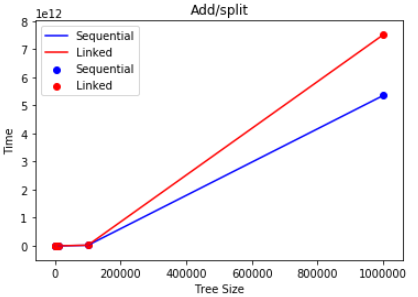 Add/split
1e12
8
7
6
5
4
3
2
1
0
Time
Sequential
Linked
Sequential
Linked
0 200000 400000 600000 800000 1000000
Tree Size